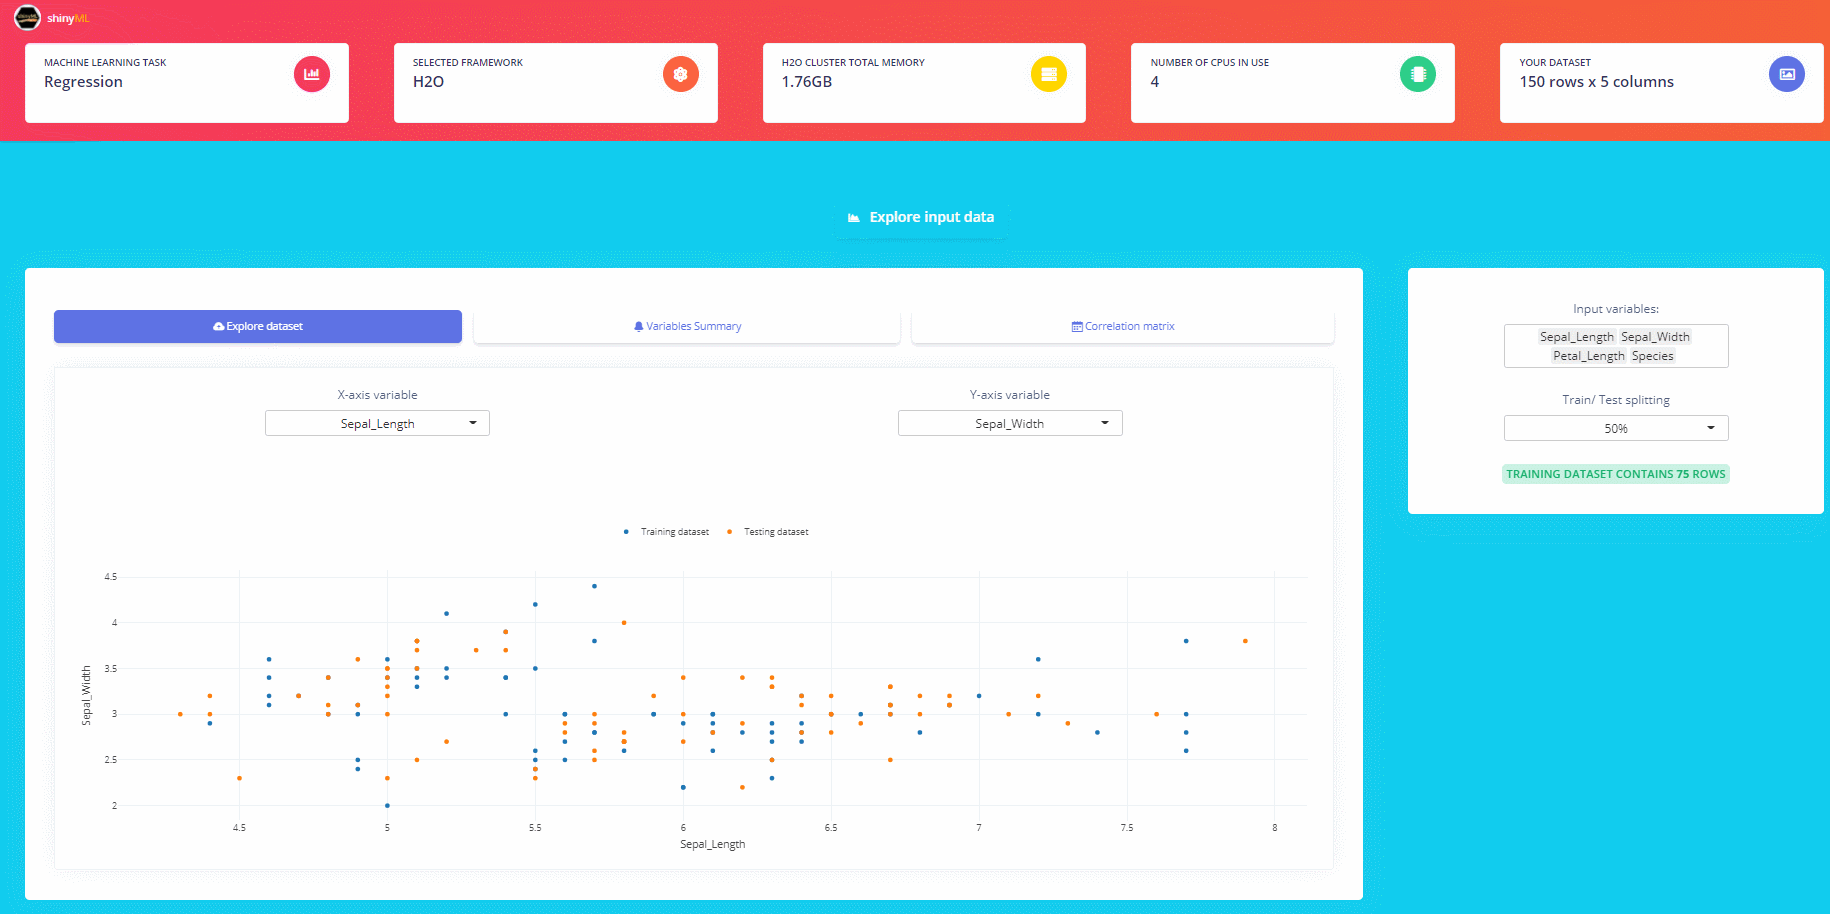 shinyML
MACHINE LEARNING TASK
Regression
SELECTED FRAMEWORK
H2O
H2O CLUSTER TOTAL MEMORY
1.76GB
NUMBER OF CPUS IN USE
4
YOUR DATASET
150 rows x 5 columns
Explore input data
Explore dataset
Variables Summary
Correlation matrix
X-axis variable
Sepal_Length
Y-axis variable
Sepal_Width
Input variables:
Sepal_Length Sepal_Width
Petal_Length Species
Train/ Test splitting
50%
TRAINING DATASET CONTAINS 75 ROWS
Training dataset
Testing dataset
4.5
4
3.5
3
2.5
2
Sepal_Width
4.5
5
5.5
6
6.5
7
7.5
8
Sepal_Length